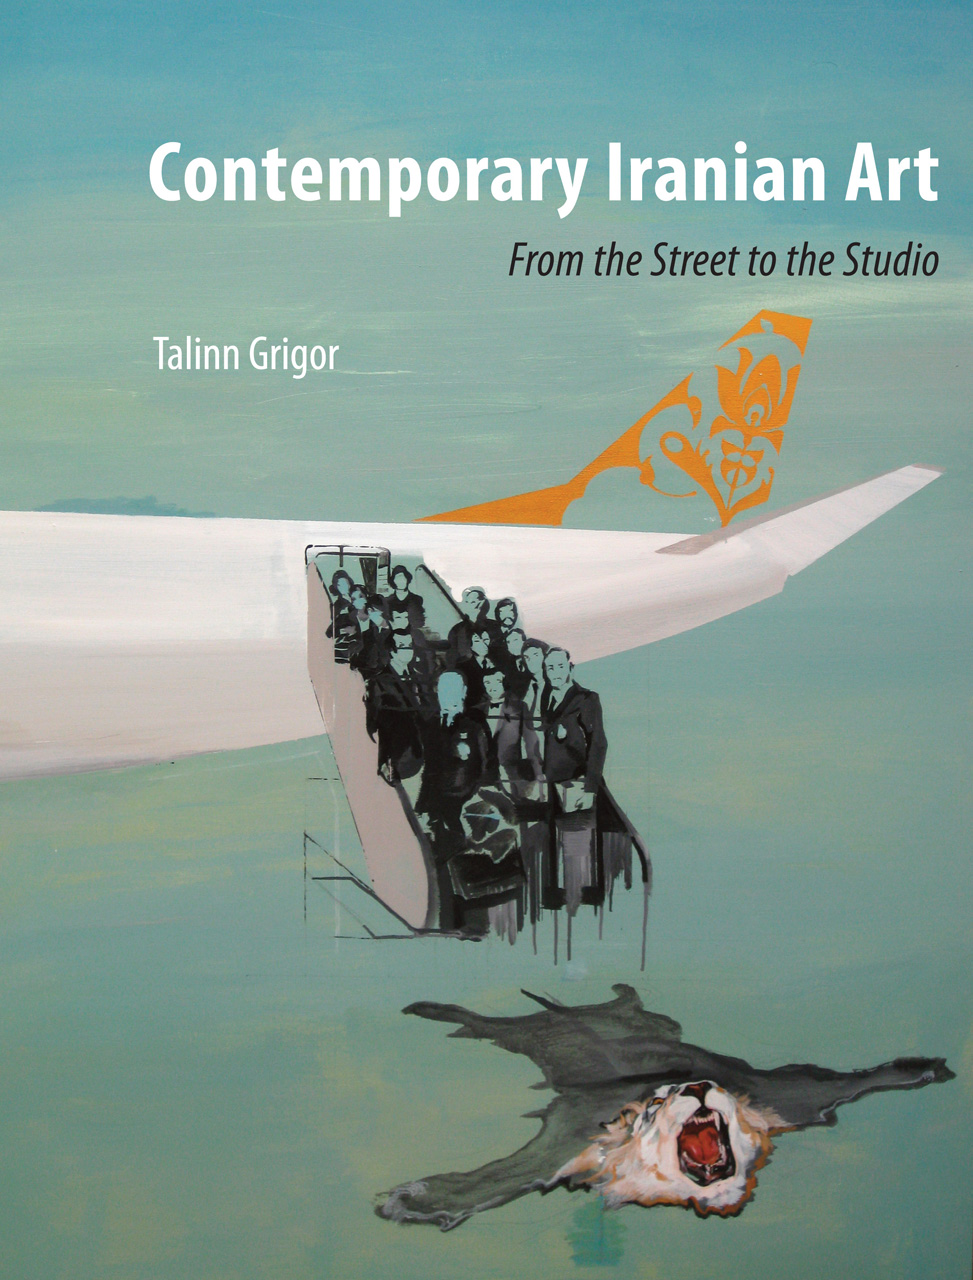 Contemporary Iranian Art
From the Street to the Studio
Talinn Grigor